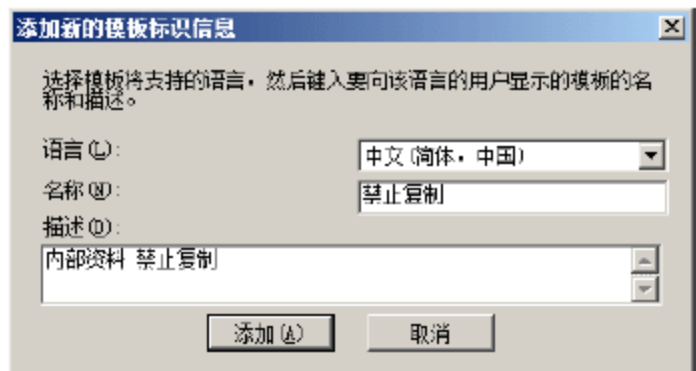 添加新的模板标识信息
选择模板将支持的语言，然后键入要向该语言的用户显示的模板的名
称和描述。
语言(L)：
中文(简体，中国)
名称(N)：
禁止复制
描述(D)：
内部资料 禁止复制
添加(A)
取消